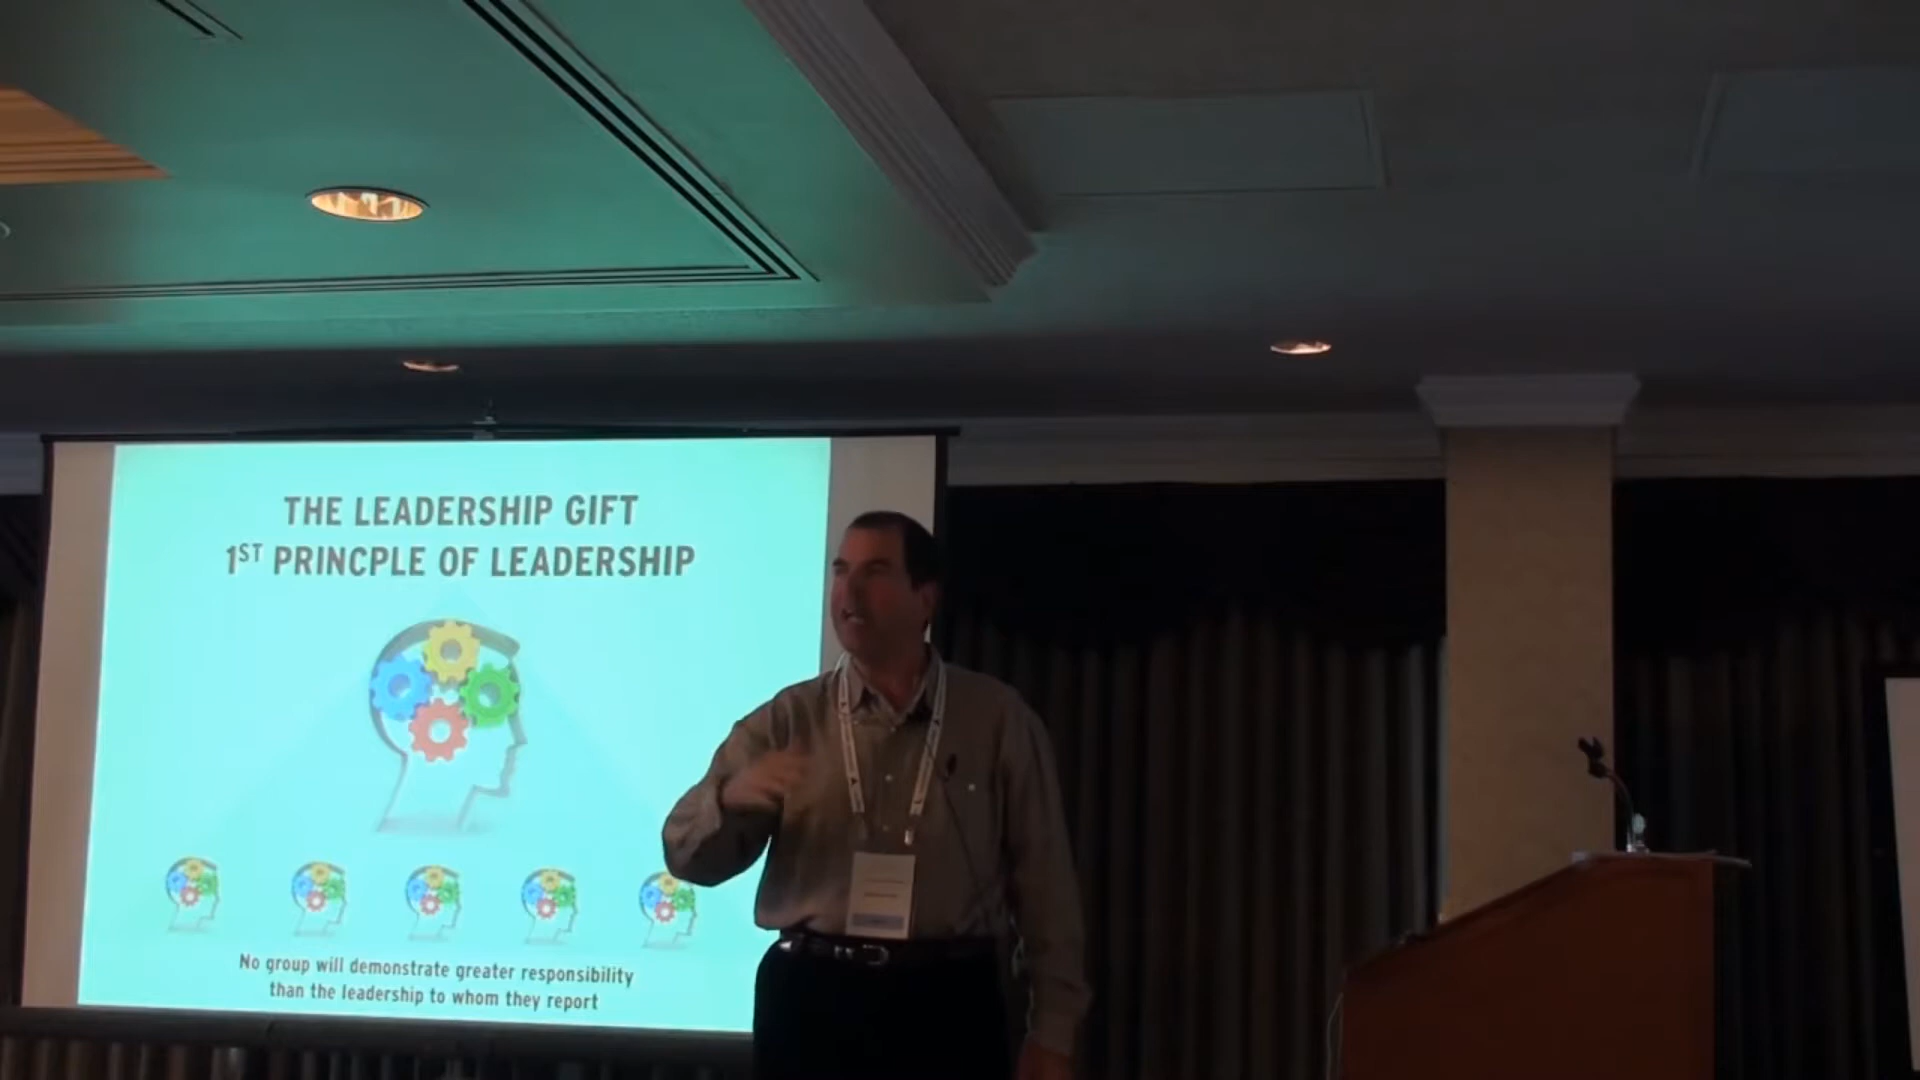 THE LEADERSHIP GIFT
1ST PRINCPLE OF LEADERSHIP
No group will demonstrate greater responsibility
than the leadership to whom they report